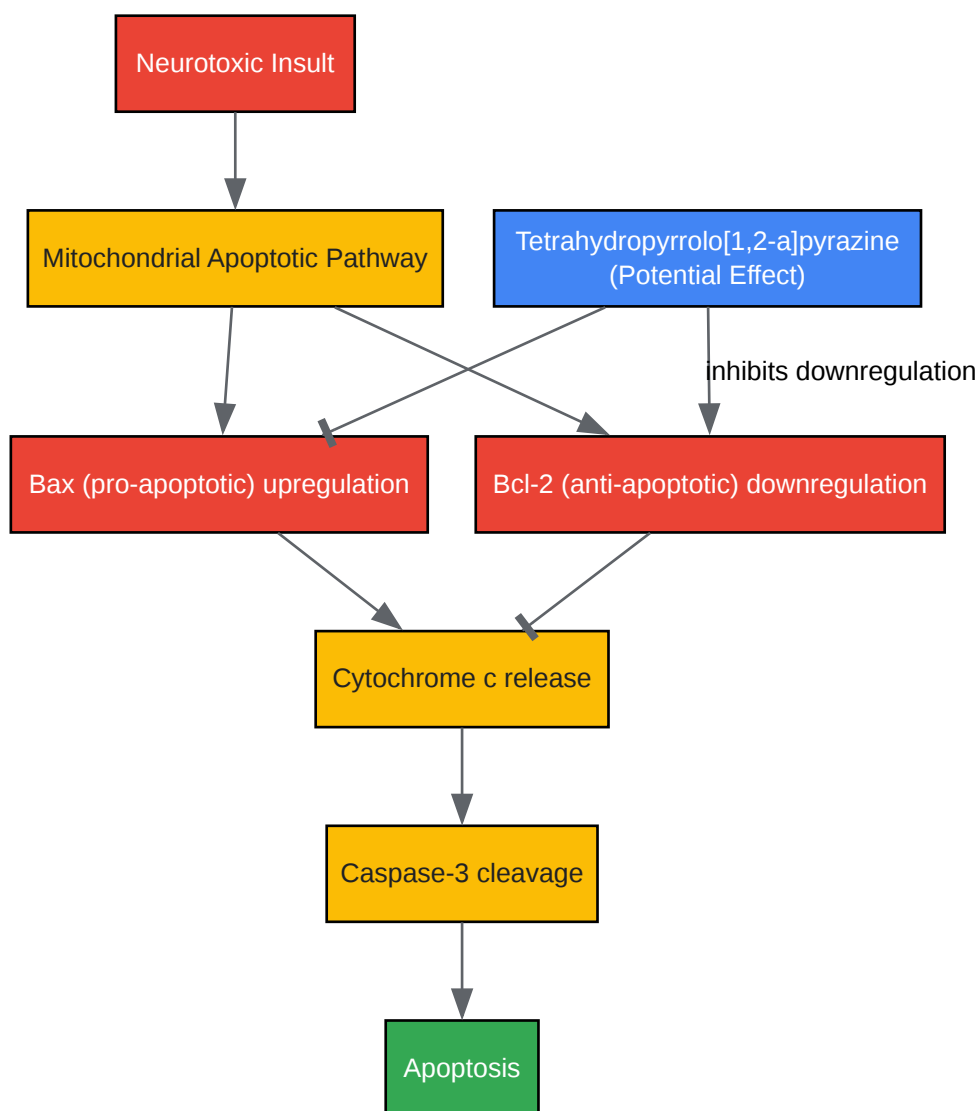 Neurotoxic Insult
Mitochondrial Apoptotic Pathway
Tetrahydropyrrolo[1,2-a]pyrazine
(Potential Effect)
inhibits downregulation
Bax (pro-apoptotic) upregulation
Bcl-2 (anti-apoptotic) downregulation
Cytochrome c release
Caspase-3 cleavage
Apoptosis